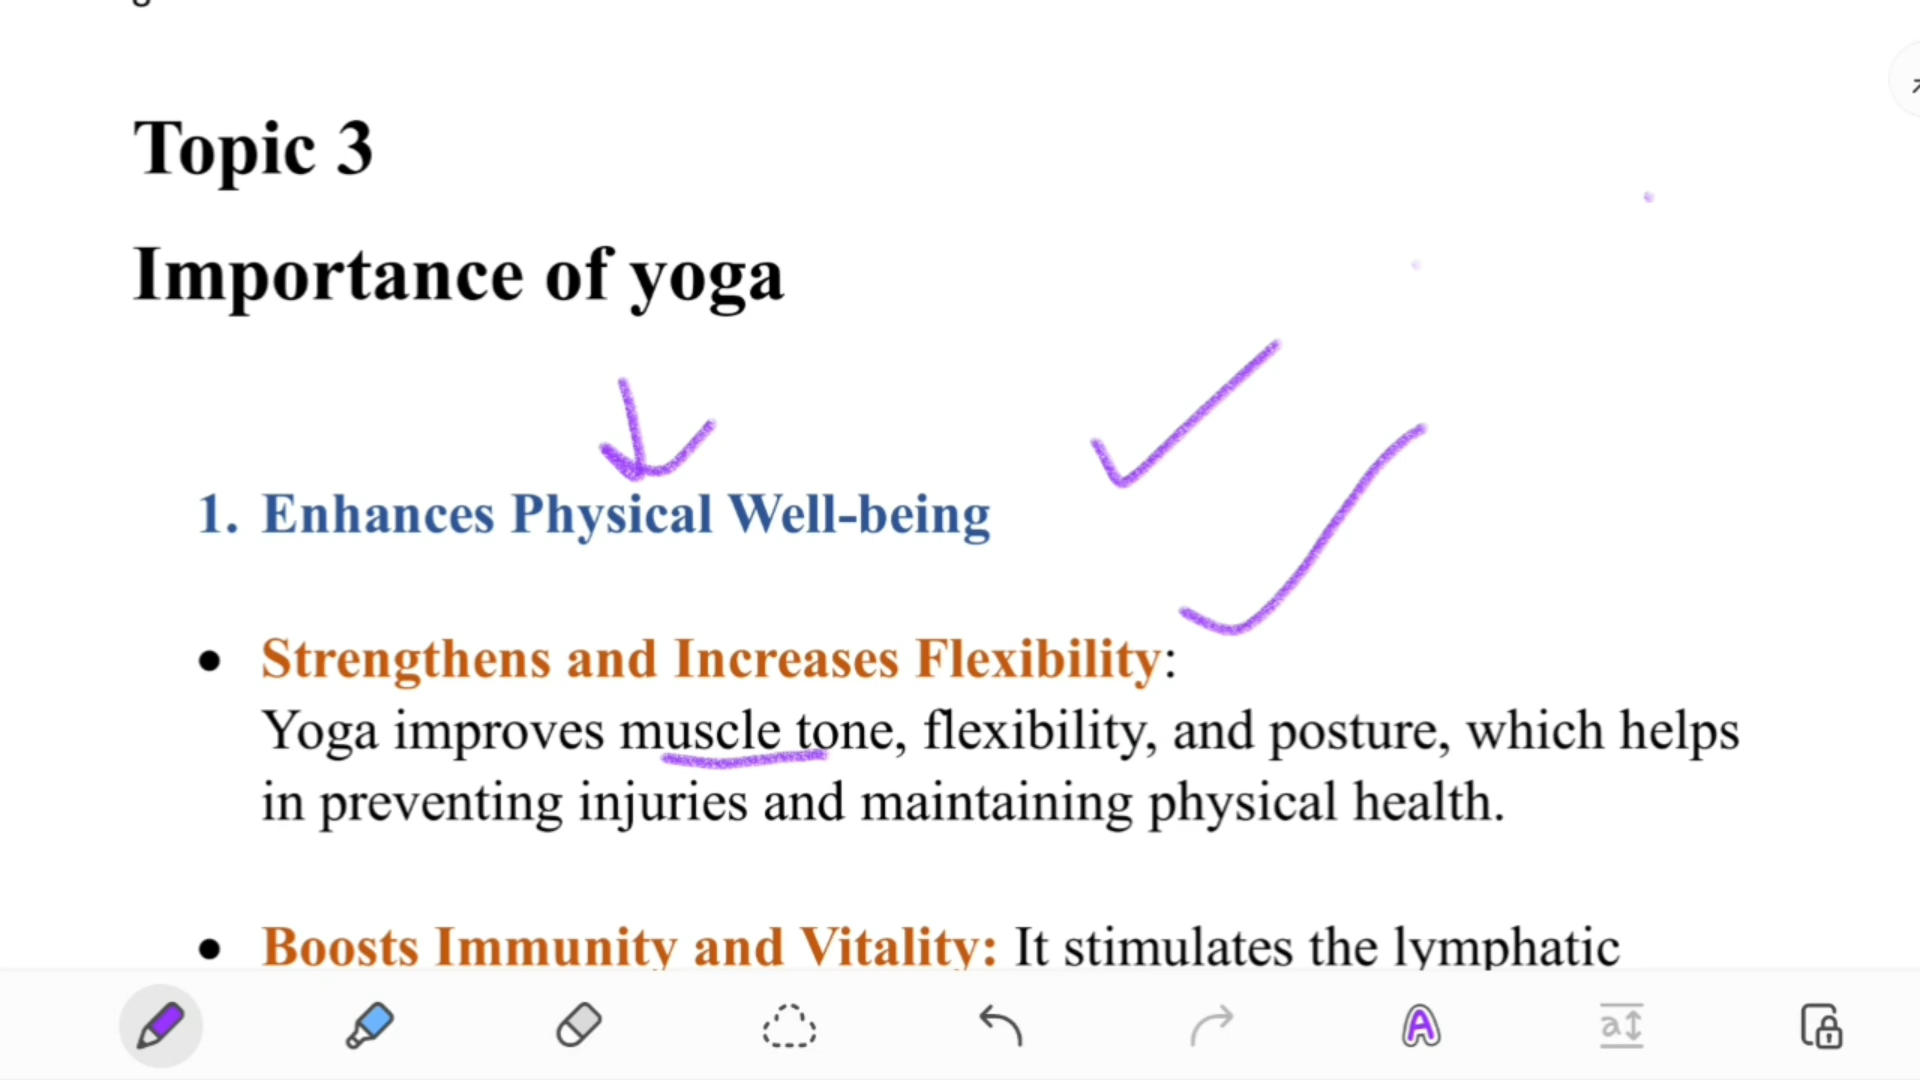 Topic 3
Importance of yoga
1. Enhances Physical Well-being
• Strengthens and Increases Flexibility:
Yoga improves muscle tone, flexibility, and posture, which helps
in preventing injuries and maintaining physical health.
• Boosts Immunity and Vitality: It stimulates the lymphatic